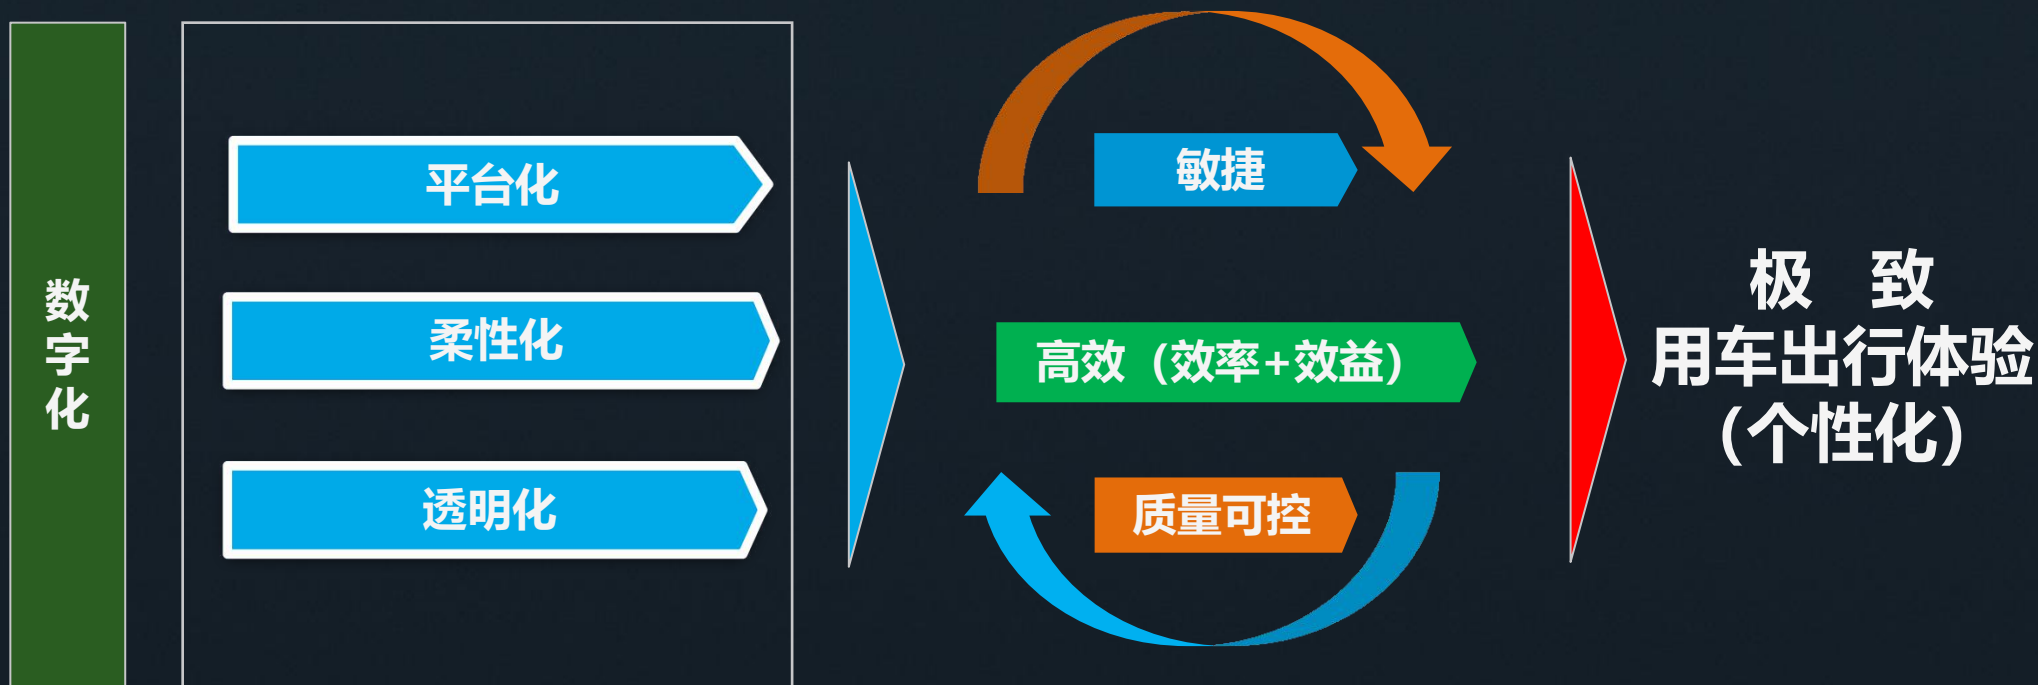 数字化
平台化
柔性化
透明化
敏捷
高效（效率+效益）
质量可控
极 致
用车出行体验
（个性化）